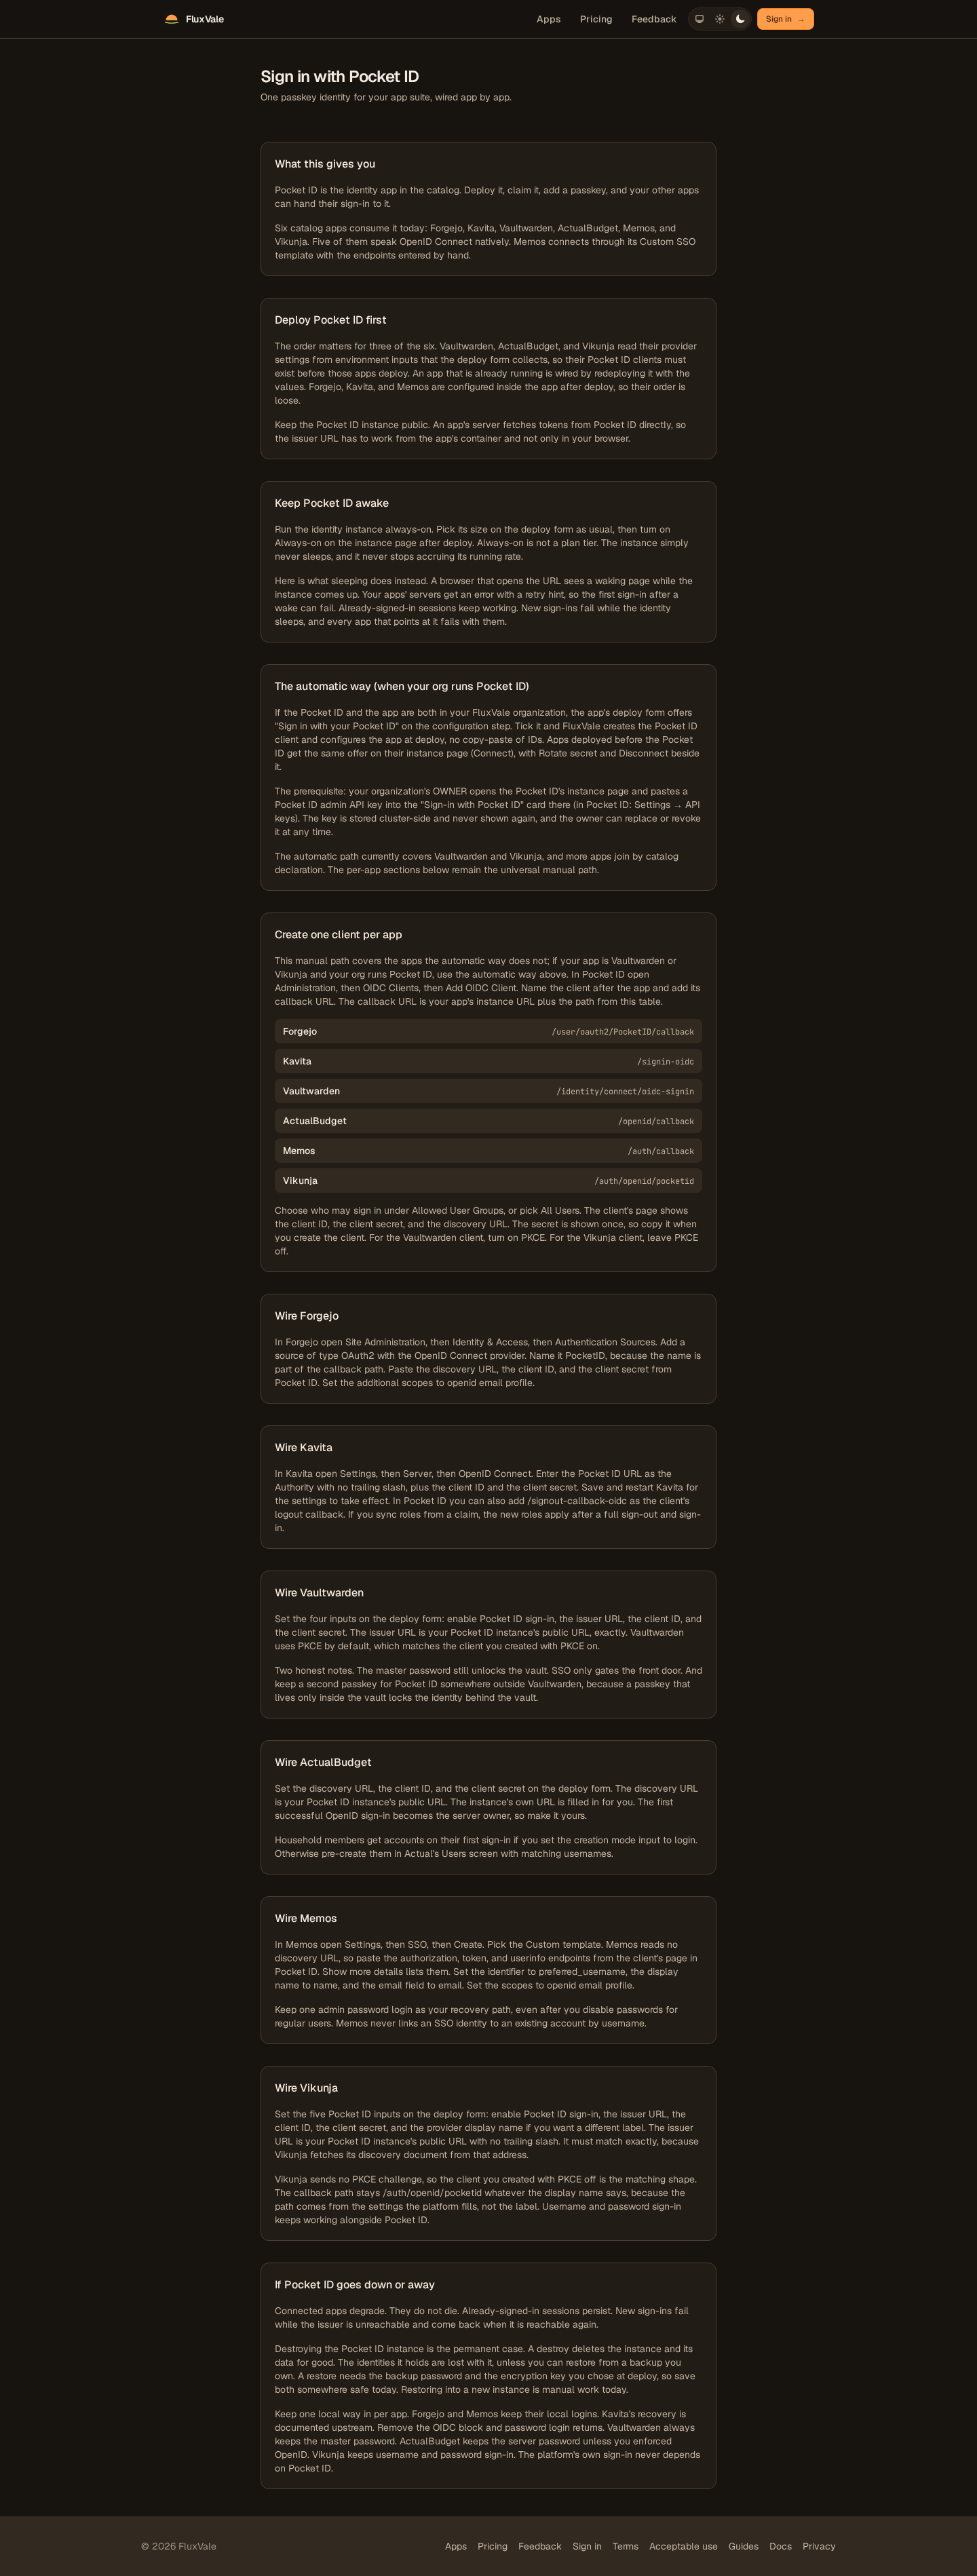 FluxVale
Apps Pricing Feedback Sign in →
Sign in with Pocket ID
One passkey identity for your app suite, wired app by app.
What this gives you
Pocket ID is the identity app in the catalog. Deploy it, claim it, add a passkey, and your other apps
can hand their sign-in to it.
Six catalog apps consume it today: Forgejo, Kavita, Vaultwarden, ActualBudget, Memos, and
Vikunja. Five of them speak OpenID Connect natively. Memos connects through its Custom SSO
template with the endpoints entered by hand.
Deploy Pocket ID first
The order matters for three of the six. Vaultwarden, ActualBudget, and Vikunja read their provider
settings from environment inputs that the deploy form collects, so their Pocket ID clients must
exist before those apps deploy. An app that is already running is wired by redeploying it with the
values. Forgejo, Kavita, and Memos are configured inside the app after deploy, so their order is
loose.
Keep the Pocket ID instance public. An app's server fetches tokens from Pocket ID directly, so
the issuer URL has to work from the app's container and not only in your browser.
Keep Pocket ID awake
Run the identity instance always-on. Pick its size on the deploy form as usual, then turn on
Always-on on the instance page after deploy. Always-on is not a plan tier. The instance simply
never sleeps, and it never stops accruing its running rate.
Here is what sleeping does instead. A browser that opens the URL sees a waking page while the
instance comes up. Your apps' servers get an error with a retry hint, so the first sign-in after a
wake can fail. Already-signed-in sessions keep working. New sign-ins fail while the identity
sleeps, and every app that points at it fails with them.
The automatic way (when your org runs Pocket ID)
If the Pocket ID and the app are both in your FluxVale organization, the app's deploy form offers
"Sign in with your Pocket ID" on the configuration step. Tick it and FluxVale creates the Pocket ID
client and configures the app at deploy, no copy-paste of IDs. Apps deployed before the Pocket
ID get the same offer on their instance page (Connect), with Rotate secret and Disconnect beside
it.
The prerequisite: your organization's OWNER opens the Pocket ID's instance page and pastes a
Pocket ID admin API key into the "Sign-in with Pocket ID" card there (in Pocket ID: Settings → API
keys). The key is stored cluster-side and never shown again, and the owner can replace or revoke
it at any time.
The automatic path currently covers Vaultwarden and Vikunja, and more apps join by catalog
declaration. The per-app sections below remain the universal manual path.
Create one client per app
This manual path covers the apps the automatic way does not; if your app is Vaultwarden or
Vikunja and your org runs Pocket ID, use the automatic way above. In Pocket ID open
Administration, then OIDC Clients, then Add OIDC Client. Name the client after the app and add its
callback URL. The callback URL is your app's instance URL plus the path from this table.
Forgejo /user/oauth2/PocketID/callback
Kavita /signin-oidc
Vaultwarden /identity/connect/oidc-signin
ActualBudget /openid/callback
Memos /auth/callback
Vikunja /auth/openid/pocketid
Choose who may sign in under Allowed User Groups, or pick All Users. The client's page shows
the client ID, the client secret, and the discovery URL. The secret is shown once, so copy it when
you create the client. For the Vaultwarden client, turn on PKCE. For the Vikunja client, leave PKCE
off.
Wire Forgejo
In Forgejo open Site Administration, then Identity & Access, then Authentication Sources. Add a
source of type OAuth2 with the OpenID Connect provider. Name it PocketID, because the name is
part of the callback path. Paste the discovery URL, the client ID, and the client secret from
Pocket ID. Set the additional scopes to openid email profile.
Wire Kavita
In Kavita open Settings, then Server, then OpenID Connect. Enter the Pocket ID URL as the
Authority with no trailing slash, plus the client ID and the client secret. Save and restart Kavita for
the settings to take effect. In Pocket ID you can also add /signout-callback-oidc as the client's
logout callback. If you sync roles from a claim, the new roles apply after a full sign-out and sign-
in.
Wire Vaultwarden
Set the four inputs on the deploy form: enable Pocket ID sign-in, the issuer URL, the client ID, and
the client secret. The issuer URL is your Pocket ID instance's public URL, exactly. Vaultwarden
uses PKCE by default, which matches the client you created with PKCE on.
Two honest notes. The master password still unlocks the vault. SSO only gates the front door. And
keep a second passkey for Pocket ID somewhere outside Vaultwarden, because a passkey that
lives only inside the vault locks the identity behind the vault.
Wire ActualBudget
Set the discovery URL, the client ID, and the client secret on the deploy form. The discovery URL
is your Pocket ID instance's public URL. The instance's own URL is filled in for you. The first
successful OpenID sign-in becomes the server owner, so make it yours.
Household members get accounts on their first sign-in if you set the creation mode input to login.
Otherwise pre-create them in Actual's Users screen with matching usernames.
Wire Memos
In Memos open Settings, then SSO, then Create. Pick the Custom template. Memos reads no
discovery URL, so paste the authorization, token, and userinfo endpoints from the client's page in
Pocket ID. Show more details lists them. Set the identifier to preferred_username, the display
name to name, and the email field to email. Set the scopes to openid email profile.
Keep one admin password login as your recovery path, even after you disable passwords for
regular users. Memos never links an SSO identity to an existing account by username.
Wire Vikunja
Set the five Pocket ID inputs on the deploy form: enable Pocket ID sign-in, the issuer URL, the
client ID, the client secret, and the provider display name if you want a different label. The issuer
URL is your Pocket ID instance's public URL with no trailing slash. It must match exactly, because
Vikunja fetches its discovery document from that address.
Vikunja sends no PKCE challenge, so the client you created with PKCE off is the matching shape.
The callback path stays /auth/openid/pocketid whatever the display name says, because the
path comes from the settings the platform fills, not the label. Username and password sign-in
keeps working alongside Pocket ID.
If Pocket ID goes down or away
Connected apps degrade. They do not die. Already-signed-in sessions persist. New sign-ins fail
while the issuer is unreachable and come back when it is reachable again.
Destroying the Pocket ID instance is the permanent case. A destroy deletes the instance and its
data for good. The identities it holds are lost with it, unless you can restore from a backup you
own. A restore needs the backup password and the encryption key you chose at deploy, so save
both somewhere safe today. Restoring into a new instance is manual work today.
Keep one local way in per app. Forgejo and Memos keep their local logins. Kavita's recovery is
documented upstream. Remove the OIDC block and password login returns. Vaultwarden always
keeps the master password. ActualBudget keeps the server password unless you enforced
OpenID. Vikunja keeps username and password sign-in. The platform's own sign-in never depends
on Pocket ID.
© 2026 FluxVale
Apps Pricing Feedback Sign in Terms Acceptable use Guides Docs Privacy